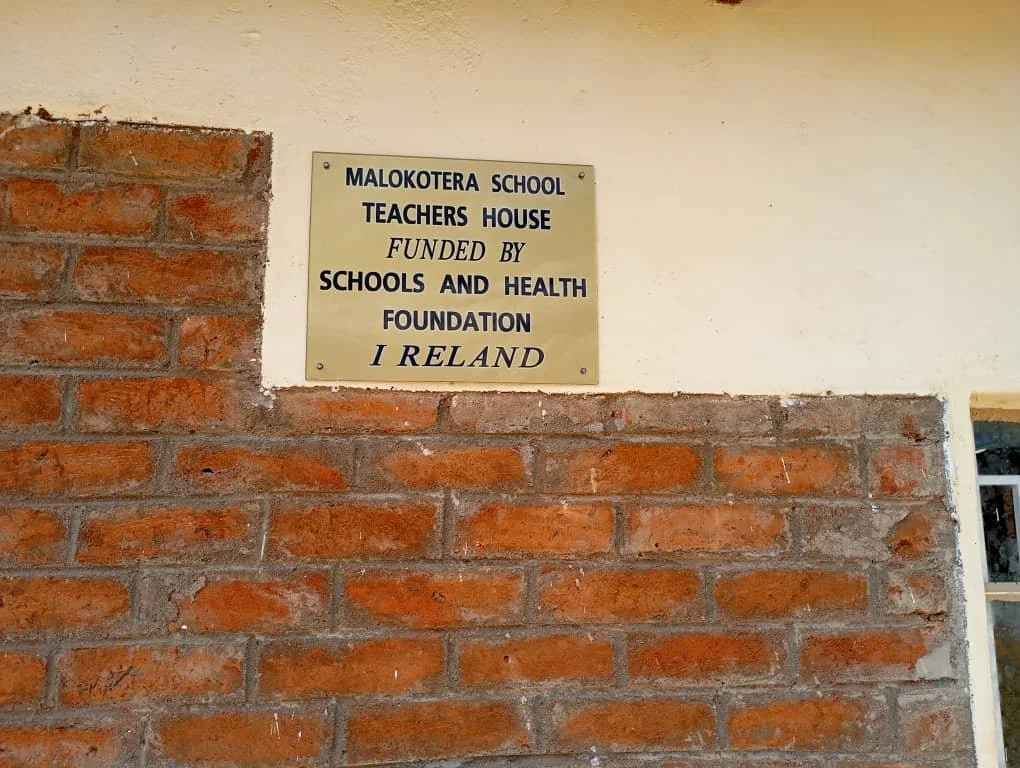 MALOKOTERA SCHOOL
TEACHERS HOUSE
FUNDED BY
SCHOOLS AND HEALTH
FOUNDATION
I RELAND